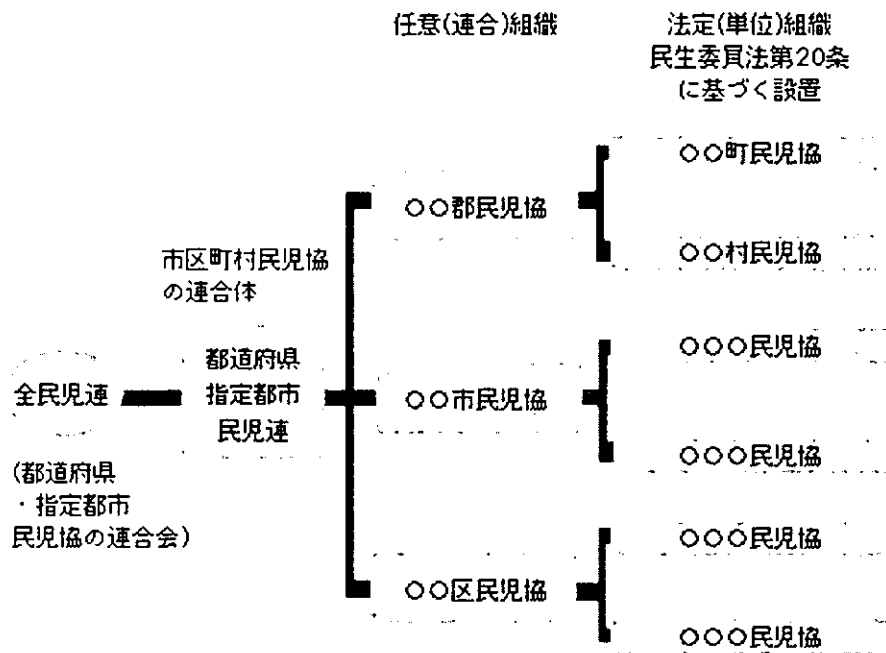 任意(連合)組織
法定(単位)組織
民生委員法第20条
に基づく設置
○○町民児協
○○郡民児協
○○村民児協
市区町村民児協
の連合体
○○○民児協
都道府県
指定都市
民児連
全民児連
○○市民児協
○○○民児協
(都道府県
・指定都市
民児協の連合会)
○○○民児協
○○区民児協
○○○民児協